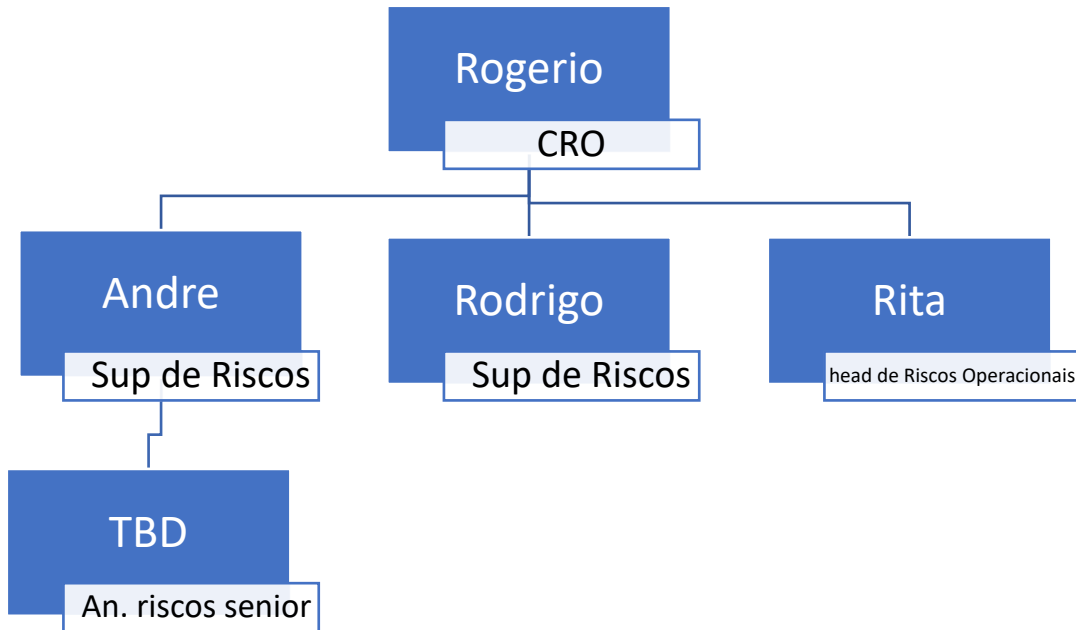 Rogerio
CRO
Andre
Sup de Riscos
Rodrigo
Sup de Riscos
Rita
head de Riscos Operacionais
TBD
An. riscos senior